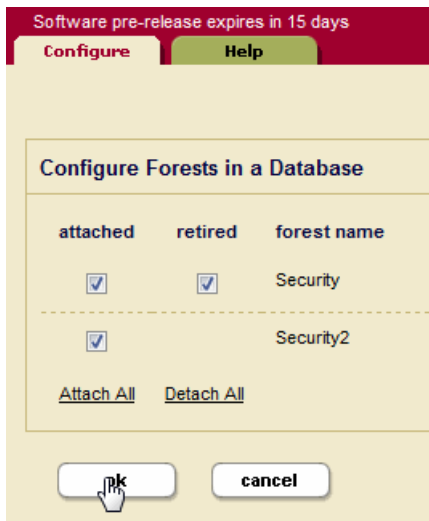 Software pre-release expires in 15 days
Configure Help
Configure Forests in a Database
attached retired forest name
Security
Security2
Attach All Detach All
ok cancel